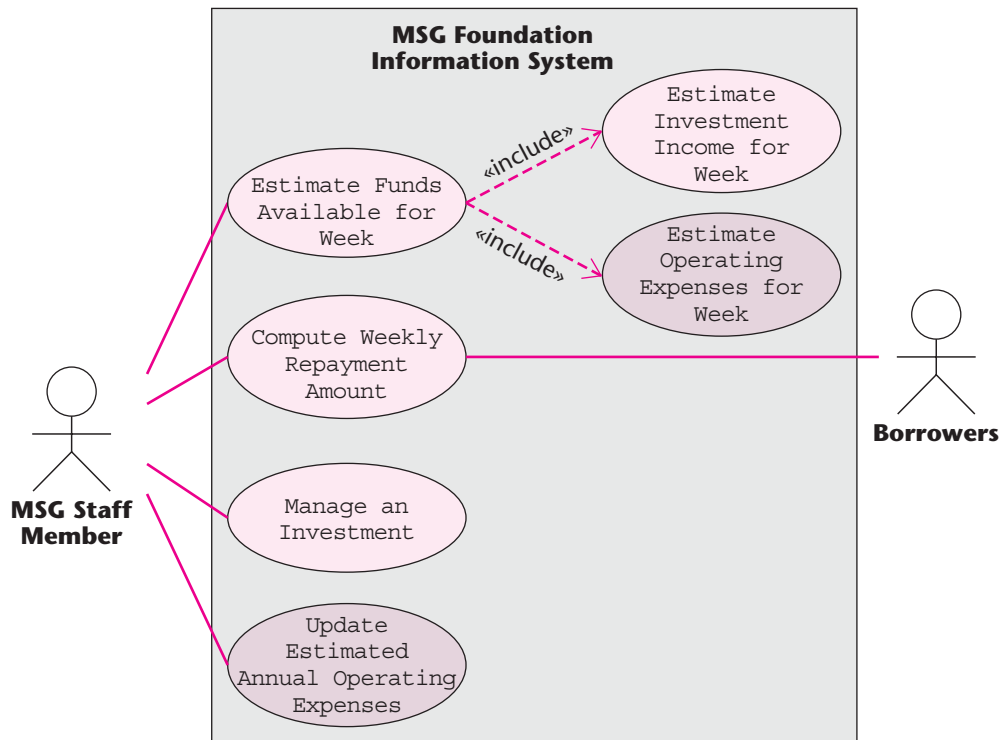 MSG Foundation
Information System
Estimate
Investment
Income for
Week
«include»
Estimate Funds
Available for
Week
«include»
Estimate
Operating
Expenses for
Week
Compute Weekly
Repayment
Amount
Borrowers
MSG Staff
Member
Manage an
Investment
Update
Estimated
Annual Operating
Expenses